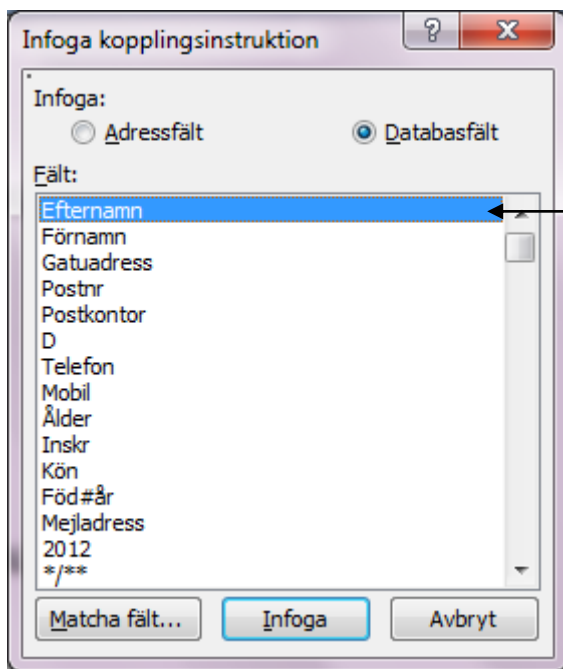 Infoga kopplingsinstruktion
Infoga:
Adressfält Databasfält
Fält:
Efternamn
Förnamn
Gatuadress
Postnr
Postkontor
D
Telefon
Mobil
Ålder
Inskr
Kön
Föd#år
Mejladress
2012
*/**
Matcha fält... Infoga Avbryt